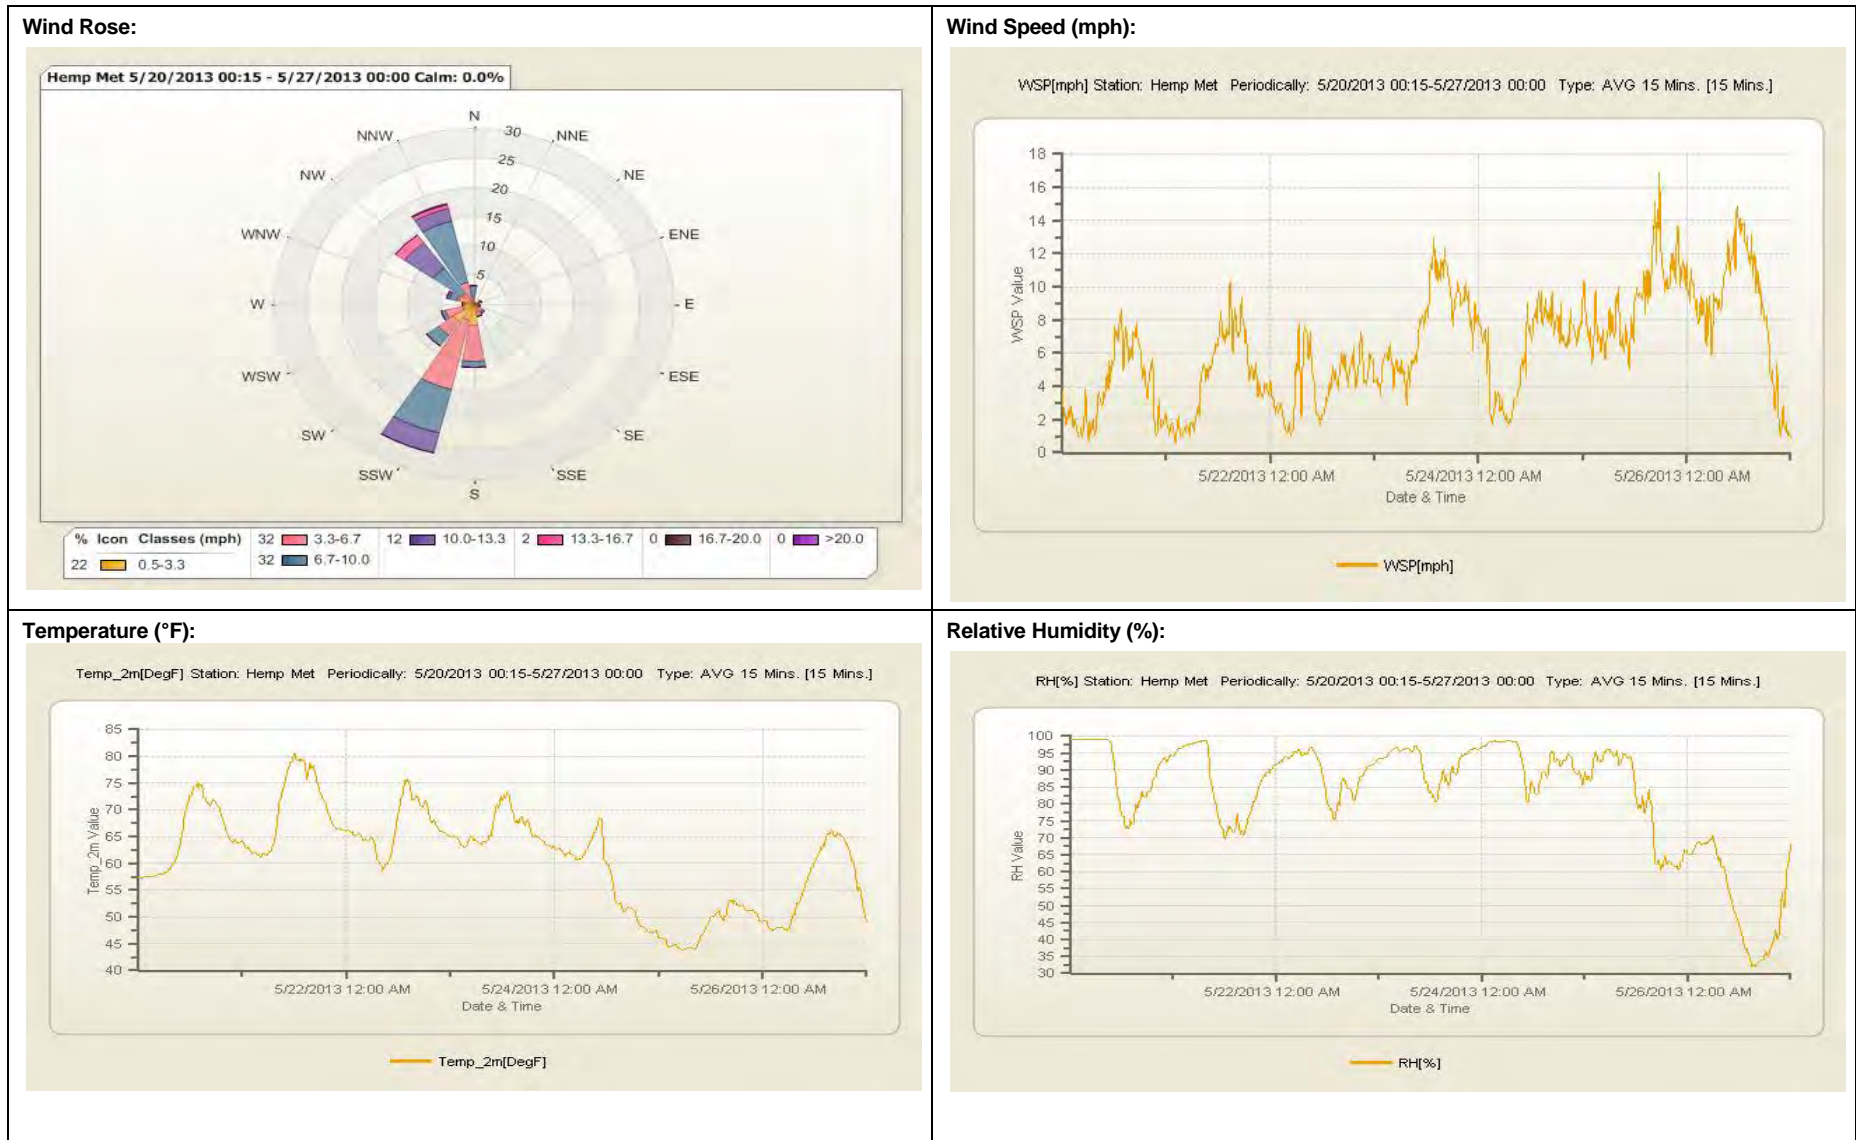 Wind Rose:
Hemp Met 5/20/2013 00:15 - 5/27/2013 00:00 Calm: 0.0%
N
NNW
30
NNE
25
NW
NE
20
15
WNW
ENE
10
5
W
E
WSW
ESE
SW
SE
SSW
SSE
S
% Icon Classes (mph) 32 3.3-6.7 12 10.0-13.3 2 13.3-16.7 0 16.7-20.0 0 >20.0
22 0.5-3.3 32 6.7-10.0
Wind Speed (mph):
WSP[mph] Station: Hemp Met Periodically: 5/20/2013 00:15-5/27/2013 00:00 Type: AVG 15 Mins. [15 Mins.]
18
16
14
12
10
8
6
4
2
0
WSP Value
5/22/2013 12:00 AM 5/24/2013 12:00 AM 5/26/2013 12:00 AM
Date & Time
WSP[mph]
Temperature (°F):
Temp_2m[DegF] Station: Hemp Met Periodically: 5/20/2013 00:15-5/27/2013 00:00 Type: AVG 15 Mins. [15 Mins.]
85
80
75
70
65
60
55
50
45
40
Temp_2m Value
5/22/2013 12:00 AM 5/24/2013 12:00 AM 5/26/2013 12:00 AM
Date & Time
Temp_2m[DegF]
Relative Humidity (%):
RH[%] Station: Hemp Met Periodically: 5/20/2013 00:15-5/27/2013 00:00 Type: AVG 15 Mins. [15 Mins.]
100
95
90
85
80
75
70
65
60
55
50
45
40
35
30
RH Value
5/22/2013 12:00 AM 5/24/2013 12:00 AM 5/26/2013 12:00 AM
Date & Time
RH[%]